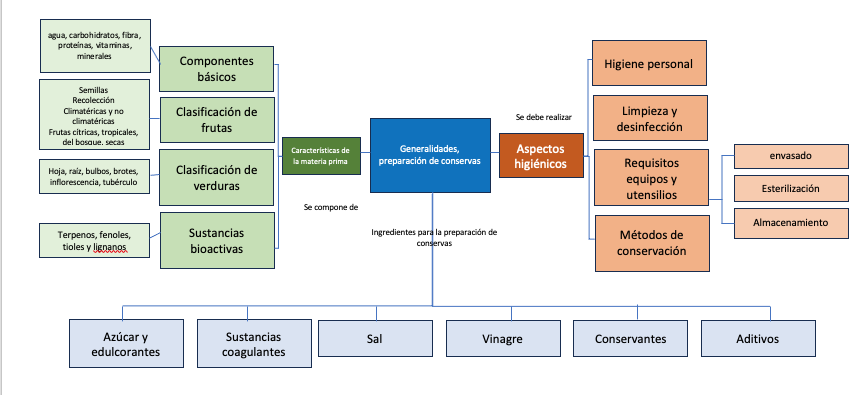 agua, carbohidratos, fibra,
proteínas, vitaminas,
minerales
Componentes
básicos
Semillas
Recolección
Climatéricas y no
climatéricas
Frutas cítricas, tropicales,
del bosque, secas
Clasificación de
frutas
Hoja, raíz, bulbos, brotes,
inflorescencia, tubérculo
Clasificación de
verduras
Terpenos, fenoles,
tioles y lignanos
Sustancias
bioactivas
Características de
la materia prima
Se compone de
Generalidades,
preparación de conservas
Se debe realizar
Aspectos
higiénicos
Higiene personal
Limpieza y
desinfección
Requisitos
equipos y
utensilios
Métodos de
conservación
envasado
Esterilización
Almacenamiento
Ingredientes para la preparación de
conservas
Azúcar y
edulcorantes
Sustancias
coagulantes
Sal
Vinagre
Conservantes
Aditivos